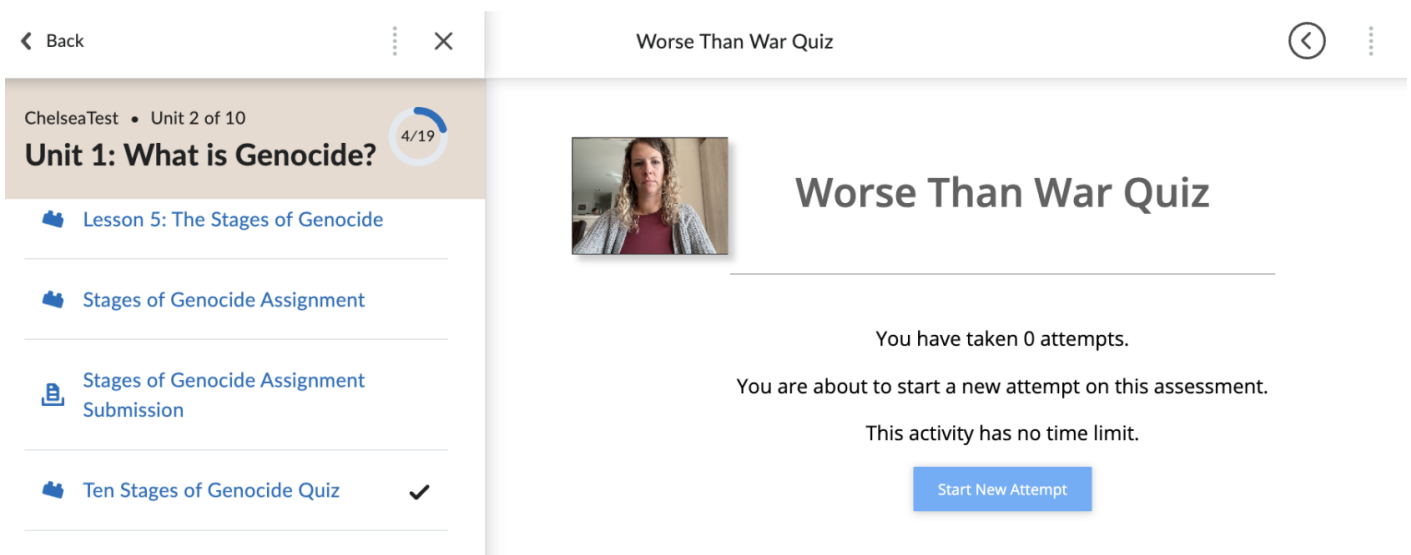 Back
Worse Than War Quiz
ChelseaTest • Unit 2 of 10
4/19
Unit 1: What is Genocide?
Lesson 5: The Stages of Genocide
Stages of Genocide Assignment
Stages of Genocide Assignment
Submission
Ten Stages of Genocide Quiz
Worse Than War Quiz
You have taken 0 attempts.
You are about to start a new attempt on this assessment.
This activity has no time limit.
Start New Attempt